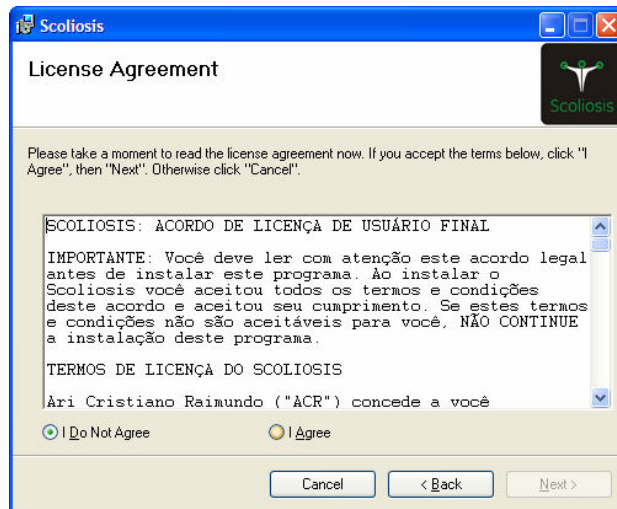 Scoliosis
License Agreement
Scoliosis
Please take a moment to read the license agreement now. If you accept the terms below, click "I
Agree", then "Next". Otherwise click "Cancel".
SCOLIOSIS: ACORDO DE LICENÇA DE USUÁRIO FINAL
IMPORTANTE: Você deve ler com atenção este acordo legal
antes de instalar este programa. Ao instalar o
Scoliosis você aceitou todos os termos e condições
deste acordo e aceitou seu cumprimento. Se estes termos
e condições não são aceitáveis para você, NÃO CONTINUE
a instalação deste programa.
TERMOS DE LICENÇA DO SCOLIOSIS
Ari Cristiano Raimundo ("ACR") concede a você
I Do Not Agree
I Agree
Cancel
< Back
Next >